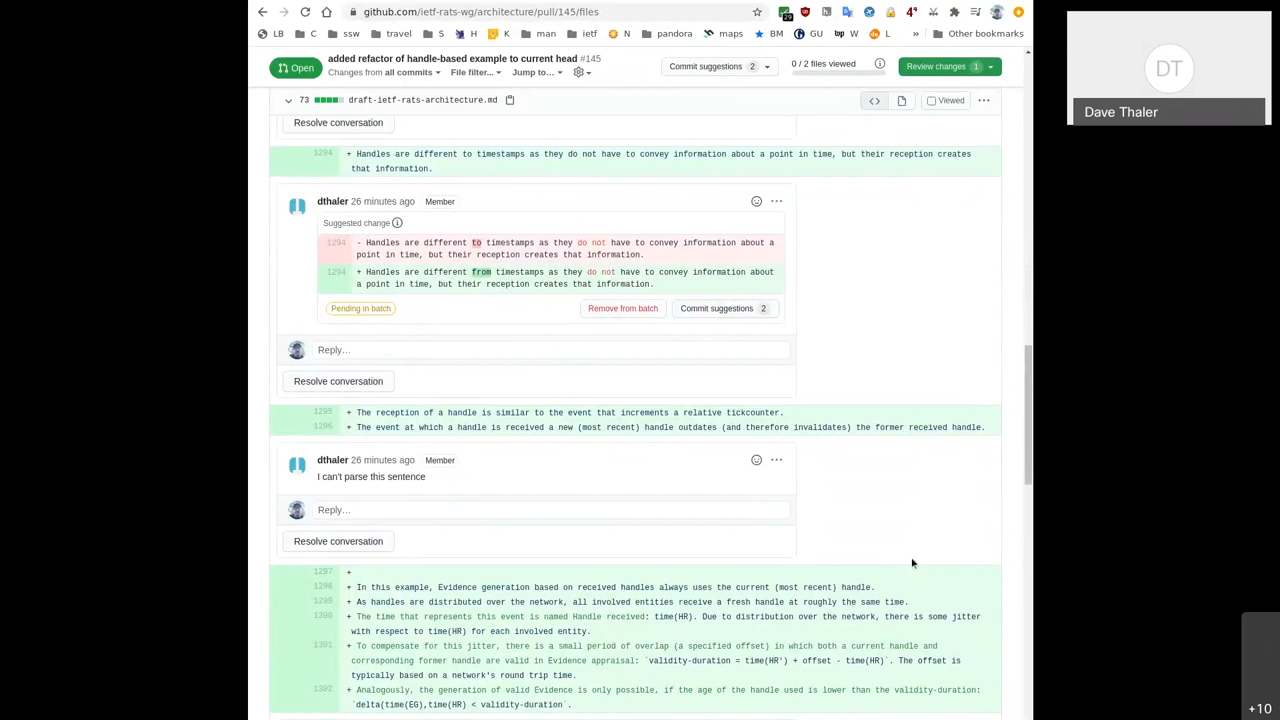 github.com/ietf-rats-wg/architecture/pull/145/files
29
4⁹
LB C ssw travel S H K man ietf N pandora maps BM GU W L » Other bookmarks
Open
added refactor of handle-based example to current head #145
Changes from all commits File filter... Jump to...
Commit suggestions 2
0 / 2 files viewed
Review changes 1
73 draft-ietf-rats-architecture.md
Viewed
Resolve conversation
1294 + Handles are different to timestamps as they do not have to convey information about a point in time, but their reception creates
that information.
dthaler 26 minutes ago Member
Suggested change
1294 - Handles are different to timestamps as they do not have to convey information about a
point in time, but their reception creates that information.
1294 + Handles are different from timestamps as they do not have to convey information about
a point in time, but their reception creates that information.
Pending in batch Remove from batch Commit suggestions 2
Reply...
Resolve conversation
1295 + The reception of a handle is similar to the event that increments a relative tickcounter.
1296 + The event at which a handle is received a new (most recent) handle outdates (and therefore invalidates) the former received handle.
dthaler 26 minutes ago Member
I can't parse this sentence
Reply...
Resolve conversation
1297 +
1298 + In this example, Evidence generation based on received handles always uses the current (most recent) handle.
1299 + As handles are distributed over the network, all involved entities receive a fresh handle at roughly the same time.
1300 + The time that represents this event is named Handle received: time(HR). Due to distribution over the network, there is some jitter
with respect to time(HR) for each involved entity.
1301 + To compensate for this jitter, there is a small period of overlap (a specified offset) in which both a current handle and
corresponding former handle are valid in Evidence appraisal: `validity-duration = time(HR') + offset - time(HR)`. The offset is
typically based on a network's round trip time.
1302 + Analogously, the generation of valid Evidence is only possible, if the age of the handle used is lower than the validity-duration:
`delta(time(EG),time(HR) < validity-duration`.
DT
Dave Thaler
+10